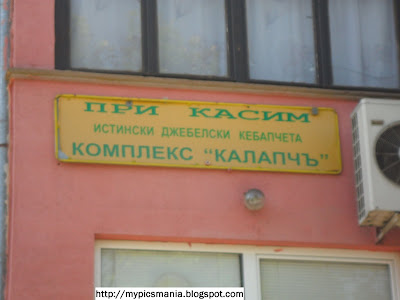 ПРИ КАСИМ
ИСТИНСКИ ДЖЕБЕЛСКИ КЕБАПЧЕТА
КОМПЛЕКС "КАЛАПЧЪ"
http://mypicsmania.blogspot.com